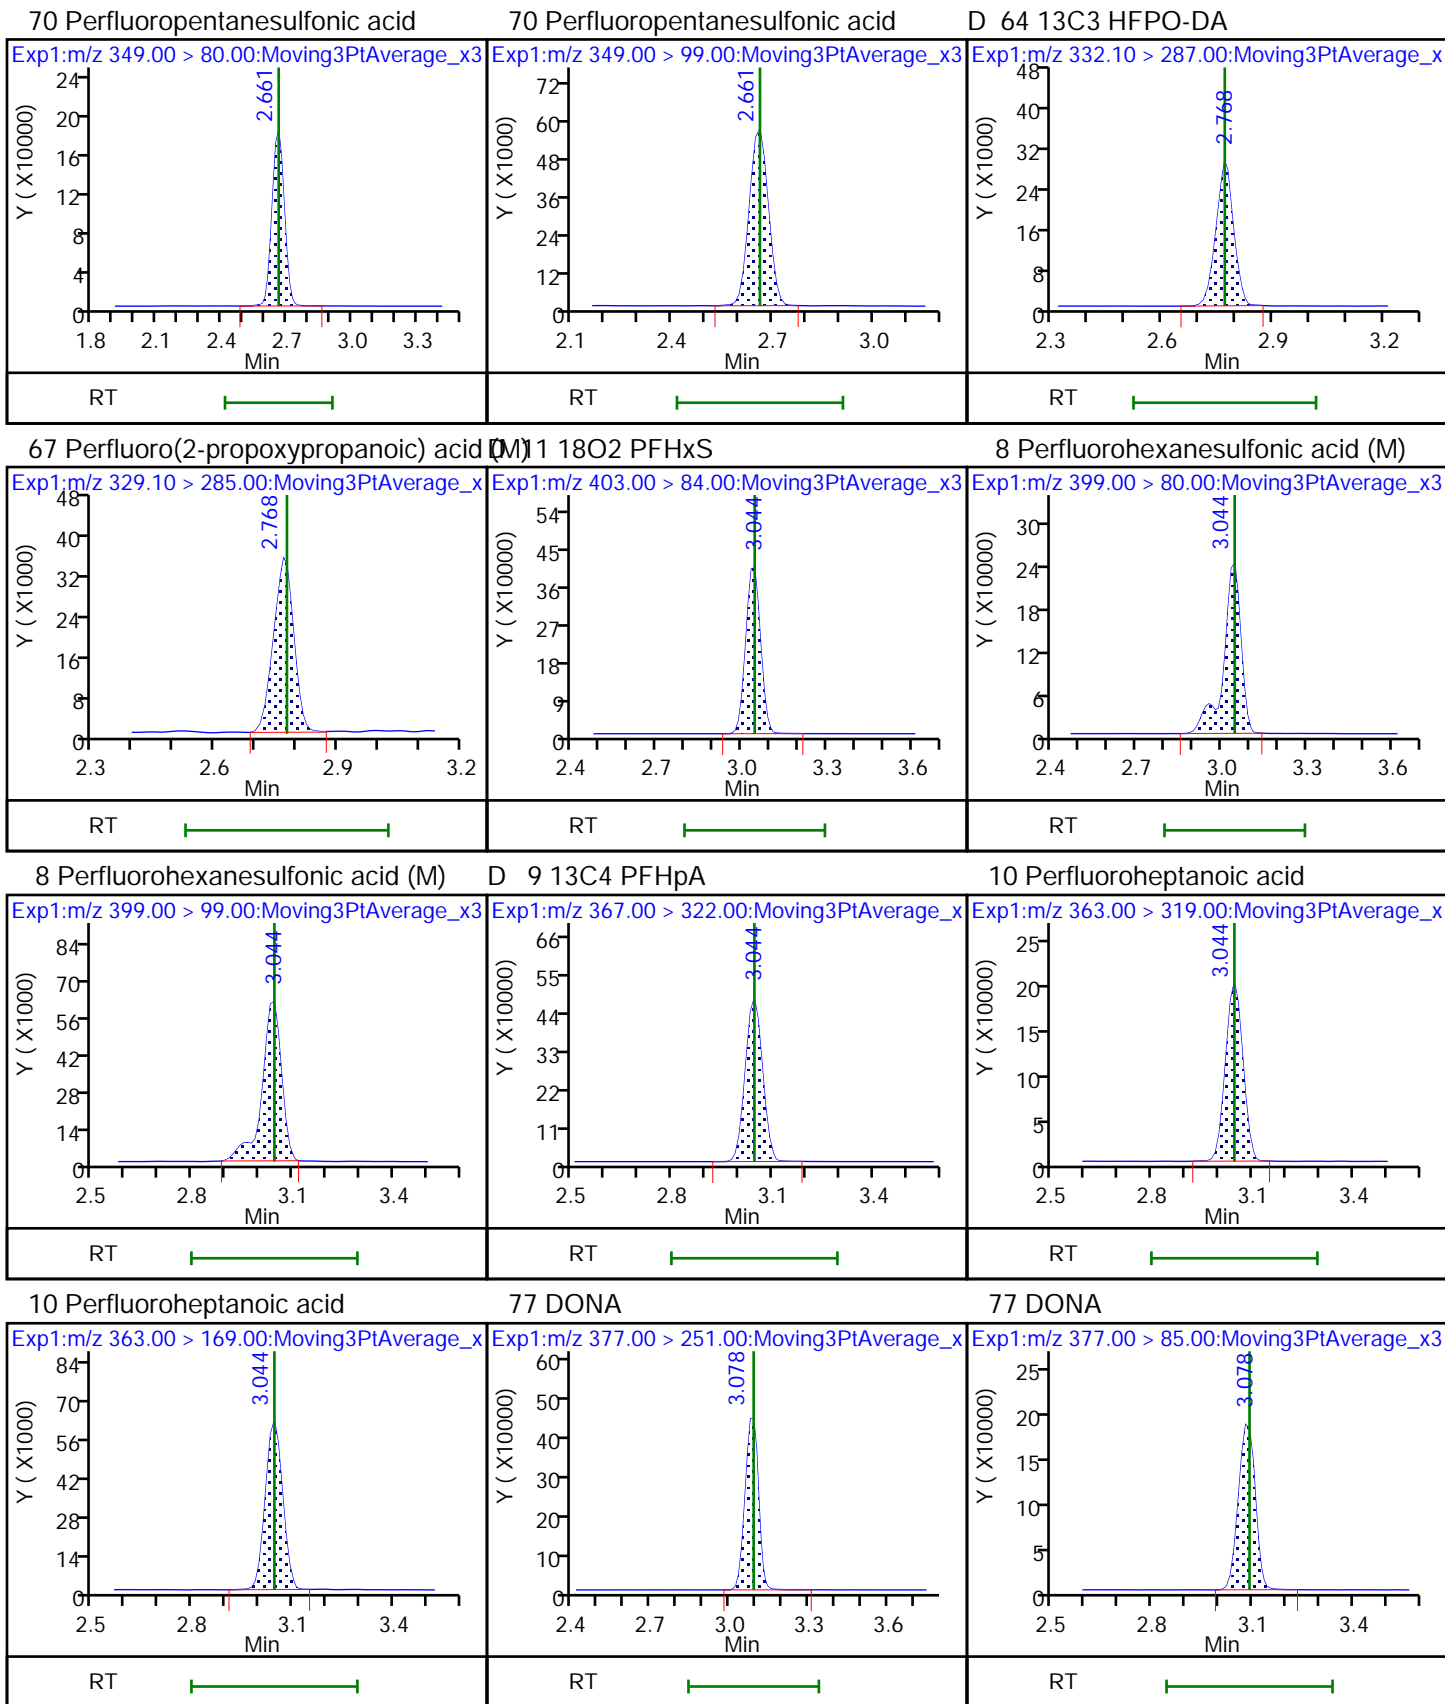 70 Perfluoropentanesulfonic acid
Exp1:m/z 349.00 > 80.00:Moving3PtAverage_x3
Y ( X10000)
24
20
16
12
8
4
0
2.661
1.8 2.1 2.4 2.7 3.0 3.3
Min
RT
70 Perfluoropentanesulfonic acid
Exp1:m/z 349.00 > 99.00:Moving3PtAverage_x3
Y ( X1000)
72
60
48
36
24
12
0
2.661
2.1 2.4 2.7 3.0
Min
RT
D 64 13C3 HFPO-DA
Exp1:m/z 332.10 > 287.00:Moving3PtAverage_x
Y ( X1000)
48
40
32
24
16
8
0
2.768
2.3 2.6 2.9 3.2
Min
RT
67 Perfluoro(2-propoxypropanoic) acid (M)
Exp1:m/z 329.10 > 285.00:Moving3PtAverage_x
Y ( X1000)
48
40
32
24
16
8
0
2.768
2.3 2.6 2.9 3.2
Min
RT
D 11 18O2 PFHxS
Exp1:m/z 403.00 > 84.00:Moving3PtAverage_x3
Y ( X10000)
54
45
36
27
18
9
0
3.044
2.4 2.7 3.0 3.3 3.6
Min
RT
8 Perfluorohexanesulfonic acid (M)
Exp1:m/z 399.00 > 80.00:Moving3PtAverage_x3
Y ( X10000)
30
24
18
12
6
0
3.044
2.4 2.7 3.0 3.3 3.6
Min
RT
8 Perfluorohexanesulfonic acid (M)
Exp1:m/z 399.00 > 99.00:Moving3PtAverage_x3
Y ( X1000)
84
70
56
42
28
14
0
3.044
2.5 2.8 3.1 3.4
Min
RT
D 9 13C4 PFHpA
Exp1:m/z 367.00 > 322.00:Moving3PtAverage_x
Y ( X10000)
66
55
44
33
22
11
0
3.044
2.5 2.8 3.1 3.4
Min
RT
10 Perfluoroheptanoic acid
Exp1:m/z 363.00 > 319.00:Moving3PtAverage_x
Y ( X10000)
25
20
15
10
5
0
3.044
2.5 2.8 3.1 3.4
Min
RT
10 Perfluoroheptanoic acid
Exp1:m/z 363.00 > 169.00:Moving3PtAverage_x
Y ( X1000)
84
70
56
42
28
14
0
3.044
2.5 2.8 3.1 3.4
Min
RT
77 DONA
Exp1:m/z 377.00 > 251.00:Moving3PtAverage_x
Y ( X10000)
60
50
40
30
20
10
0
3.078
2.4 2.7 3.0 3.3 3.6
Min
RT
77 DONA
Exp1:m/z 377.00 > 85.00:Moving3PtAverage_x3
Y ( X10000)
25
20
15
10
5
0
3.078
2.5 2.8 3.1 3.4
Min
RT